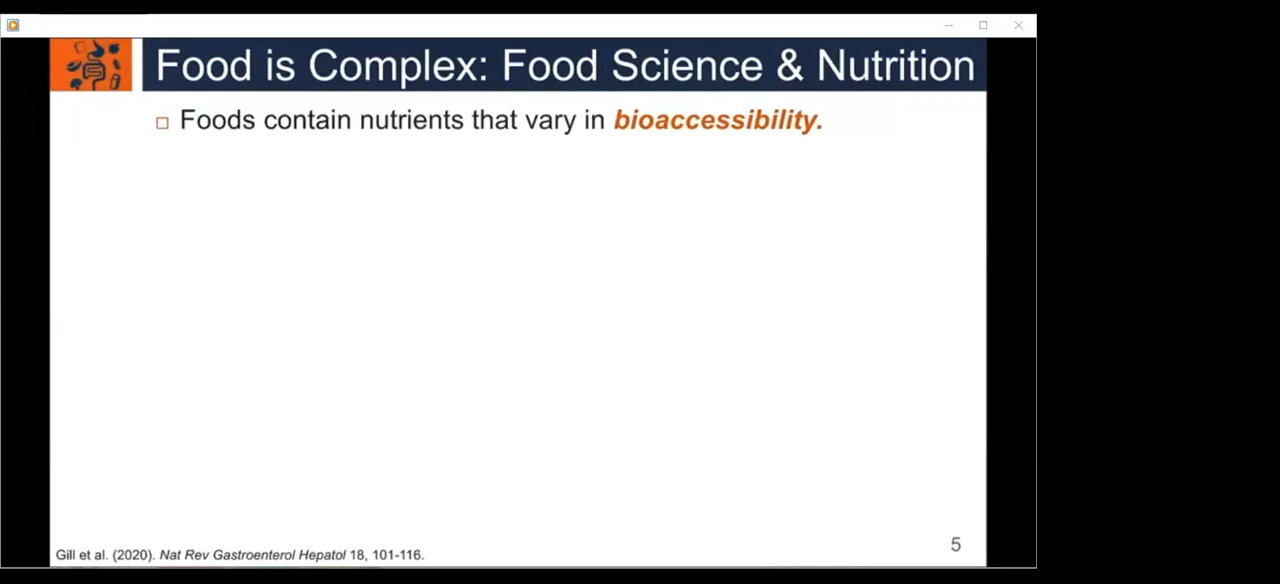 Food is Complex: Food Science & Nutrition
Foods contain nutrients that vary in bioaccessibility.
Gill et al. (2020). Nat Rev Gastroenterol Hepatol 18, 101-116.
5